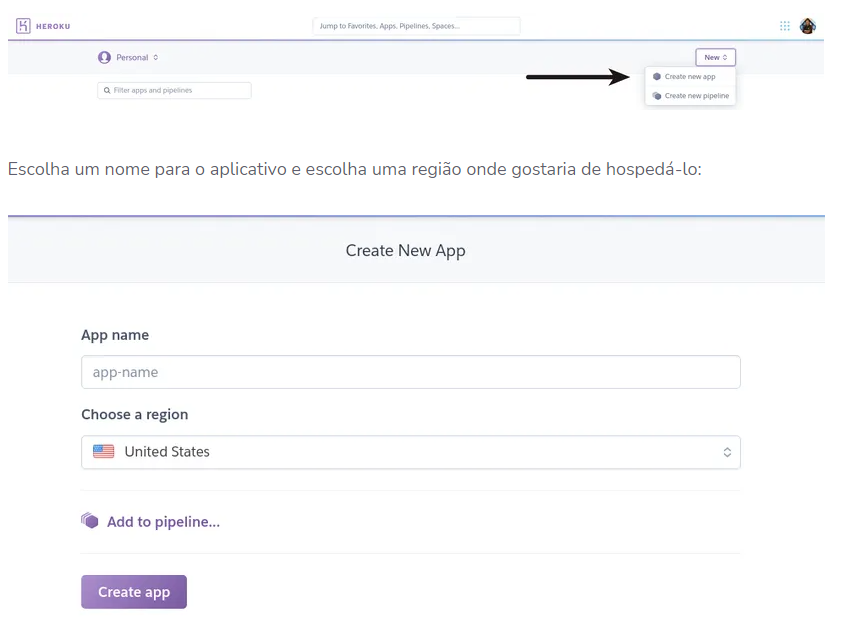 HEROKU
Jump to Favorites, Apps, Pipelines, Spaces...
Personal
New
Create new app
Filter apps and pipelines
Create new pipeline
Escolha um nome para o aplicativo e escolha uma região onde gostaria de hospedá-lo:
Create New App
App name
app-name
Choose a region
United States
Add to pipeline...
Create app